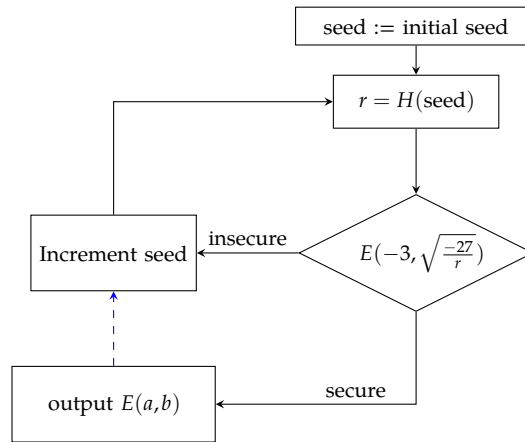 seed := initial seed
r = H(seed)
Increment seed
insecure
E(−3, √(−27/r))
output E(a,b)
secure